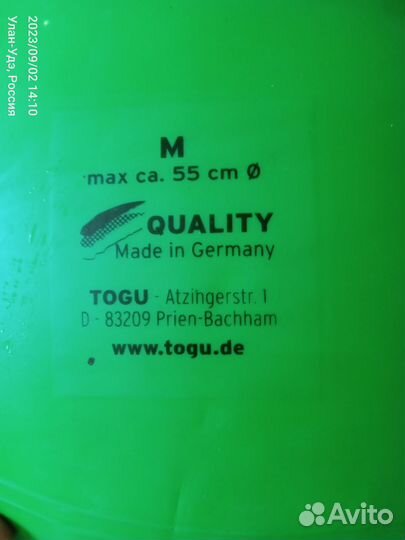 2023/09/02 14:10
Улан-Удэ, Россия
M
max ca. 55 cm Ø
QUALITY
Made in Germany
TOGU - Atzingerstr. 1
D - 83209 Prien-Bachham
www.togu.de
Avito